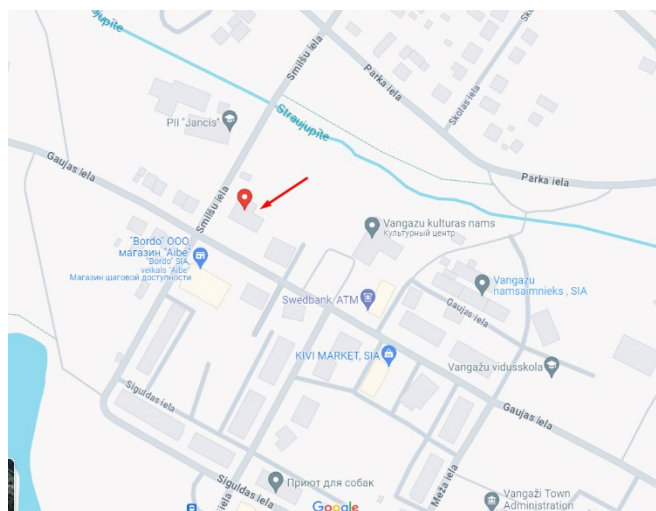 Smilšu iela
Parka iela
Skolas iela
Straujupīte
PII "Jancis"
Gaujas iela
Parka iela
Smilšu iela
Vangazu kulturas nams
Культурный центр
"Bordo" ООО,
магазин "Aibe"
"Bordo" SIA,
veikals "Aibe"
Магазин шаговой доступности
Vangazu
namsaimnieks , SIA
Swedbank, ATM
Gaujas iela
KIVI MARKET, SIA
Vangažu vidusskola
Siguldas iela
Gaujas iela
Meža iela
Приют для собак
Siguldas iela
iela
Vangaži Town
Administration
Google